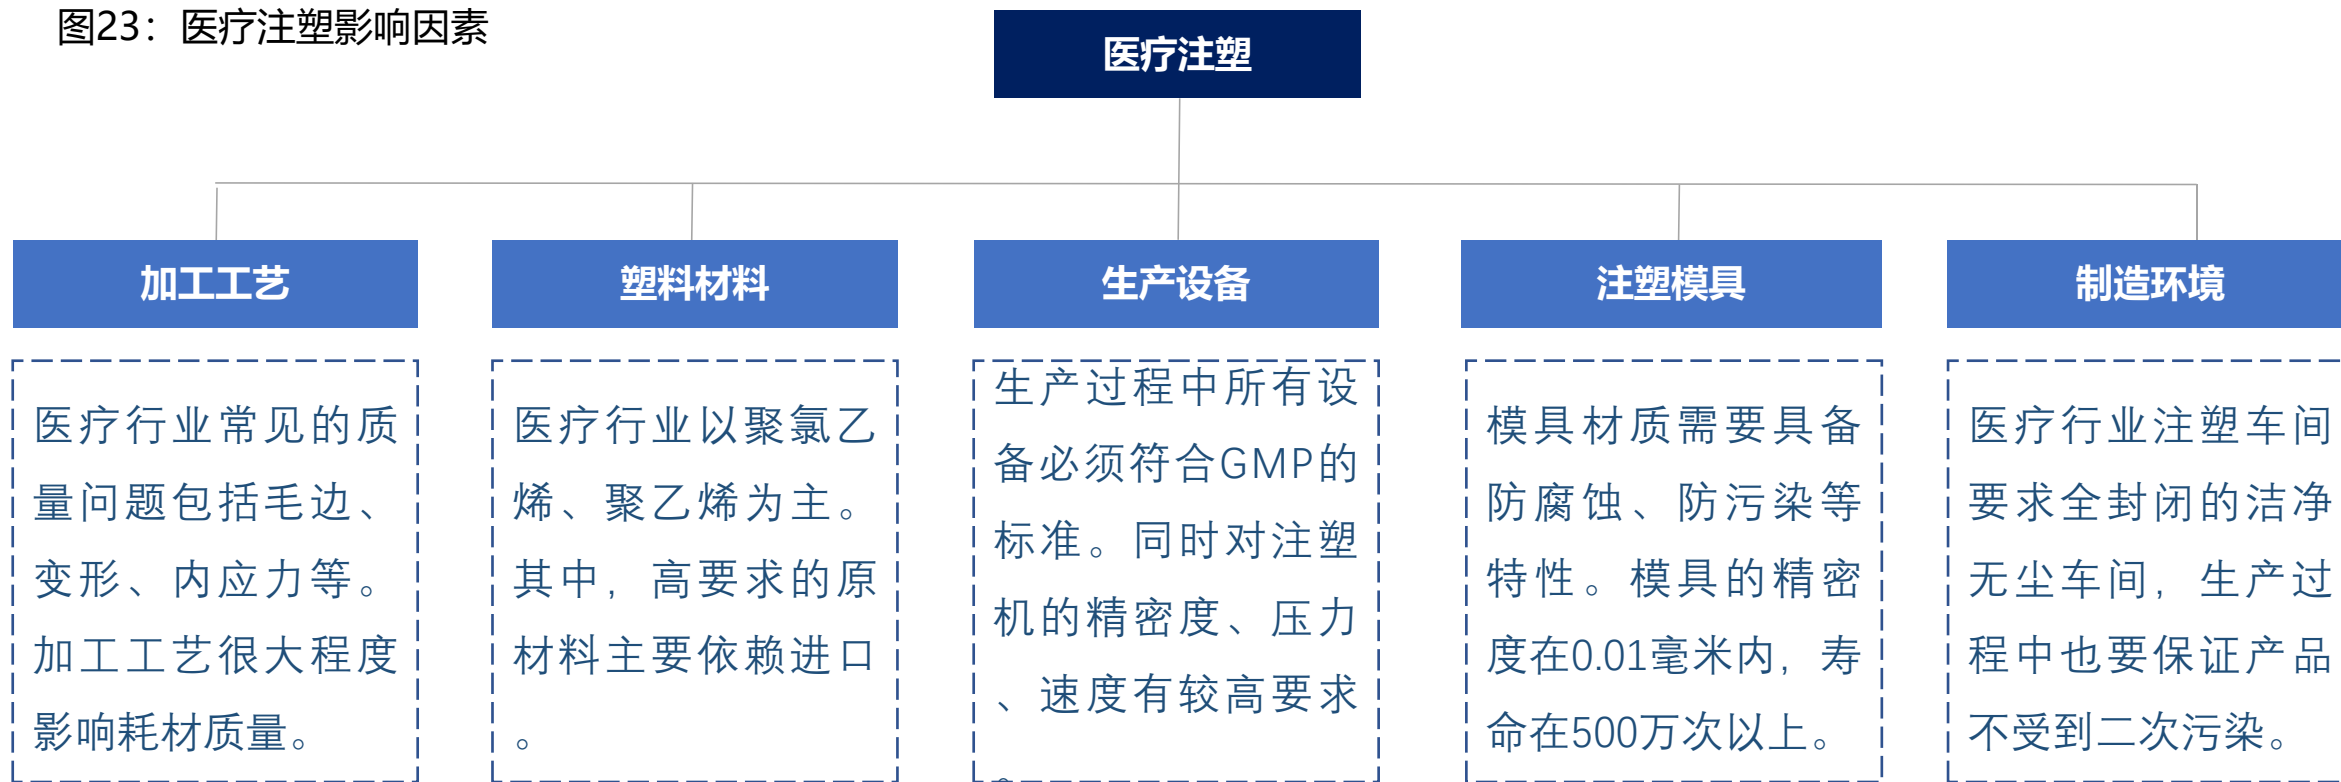 图23：医疗注塑影响因素
医疗注塑
加工工艺
塑料材料
生产设备
注塑模具
制造环境
医疗行业常见的质
量问题包括毛边、
变形、内应力等。
加工工艺很大程度
影响耗材质量。
医疗行业以聚氯乙
烯、聚乙烯为主。
其中，高要求的原
材料主要依赖进口
。
生产过程中所有设
备必须符合GMP的
标准。同时对注塑
机的精密度、压力
、速度有较高要求
。
模具材质需要具备
防腐蚀、防污染等
特性。模具的精密
度在0.01毫米内，寿
命在500万次以上。
医疗行业注塑车间
要求全封闭的洁净
无尘车间，生产过
程中也要保证产品
不受到二次污染。